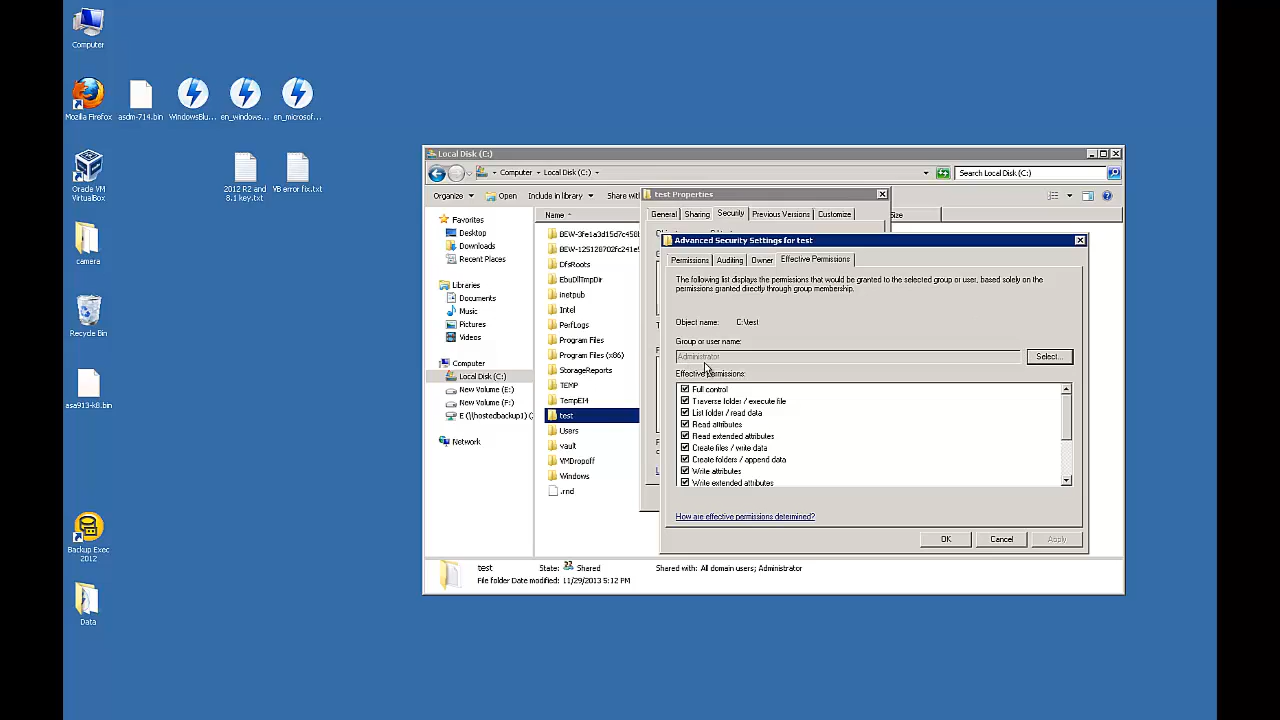 Computer
Mozilla Firefox
asdm-714.bin
WindowsBlu...
en_windows...
en_microsof...
Oracle VM
VirtualBox
2012 R2 and
8.1 key.txt
VB error fix.txt
camera
Recycle Bin
asa913-k8.bin
Backup Exec
2012
Data
Local Disk (C:)
Computer
Local Disk (C:)
Search Local Disk (C:)
Organize
Open
Include in library
Share with
Favorites
Desktop
Downloads
Recent Places
Libraries
Documents
Music
Pictures
Videos
Computer
Local Disk (C:)
New Volume (E:)
New Volume (F:)
E (\\hostedbackup1) (
Network
Name
Size
BEW-3fe1a3d15d7c458l
BEW-125128702fc241e9
DfsRoots
EbuDllTmpDir
inetpub
Intel
PerfLogs
Program Files
Program Files (x86)
StorageReports
TEMP
TempEI4
test
Users
vault
VMDropoff
Windows
.rnd
test Properties
General
Sharing
Security
Previous Versions
Customize
Advanced Security Settings for test
Permissions
Auditing
Owner
Effective Permissions
The following list displays the permissions that would be granted to the selected group or user, based solely on the
permissions granted directly through group membership.
Object name: C:\test
Group or user name:
Administrator
Select...
Effective Permissions:
Full control
Traverse folder / execute file
List folder / read data
Read attributes
Read extended attributes
Create files / write data
Create folders / append data
Write attributes
Write extended attributes
How are effective permissions determined?
OK
Cancel
Apply
test
State: Shared
Shared with: All domain users; Administrator
File folder Date modified: 11/29/2013 5:12 PM